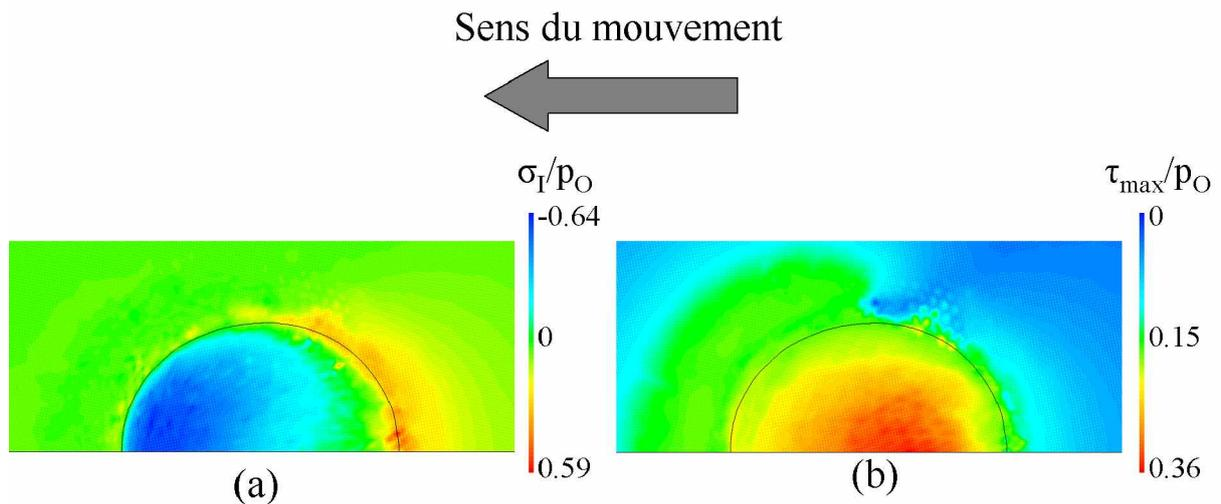 Sens du mouvement
σI/pO
-0.64
0
0.59
(a)
τmax/pO
0
0.15
0.36
(b)